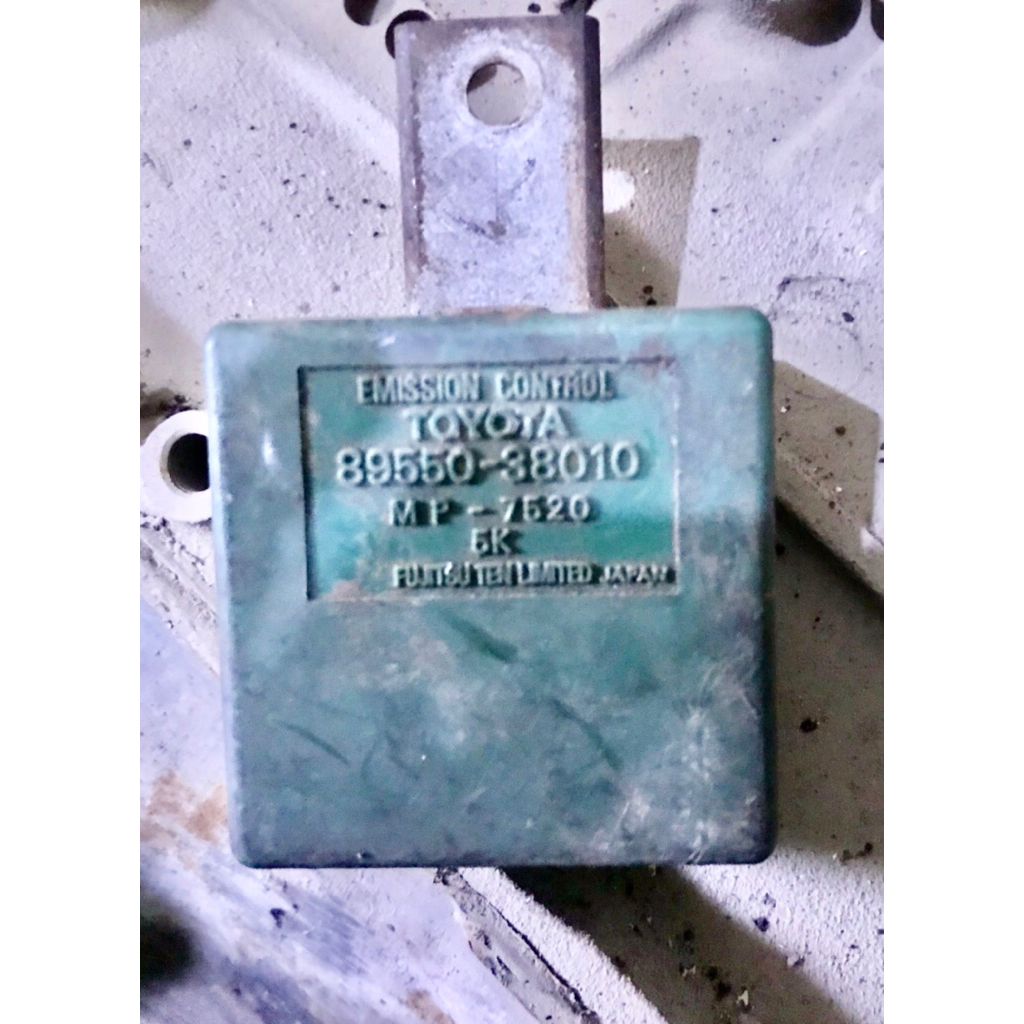 EMISSION CONTROL
TOYOTA
89550-38010
MP-7520
5K
FUJITSU TEN LIMITED JAPAN